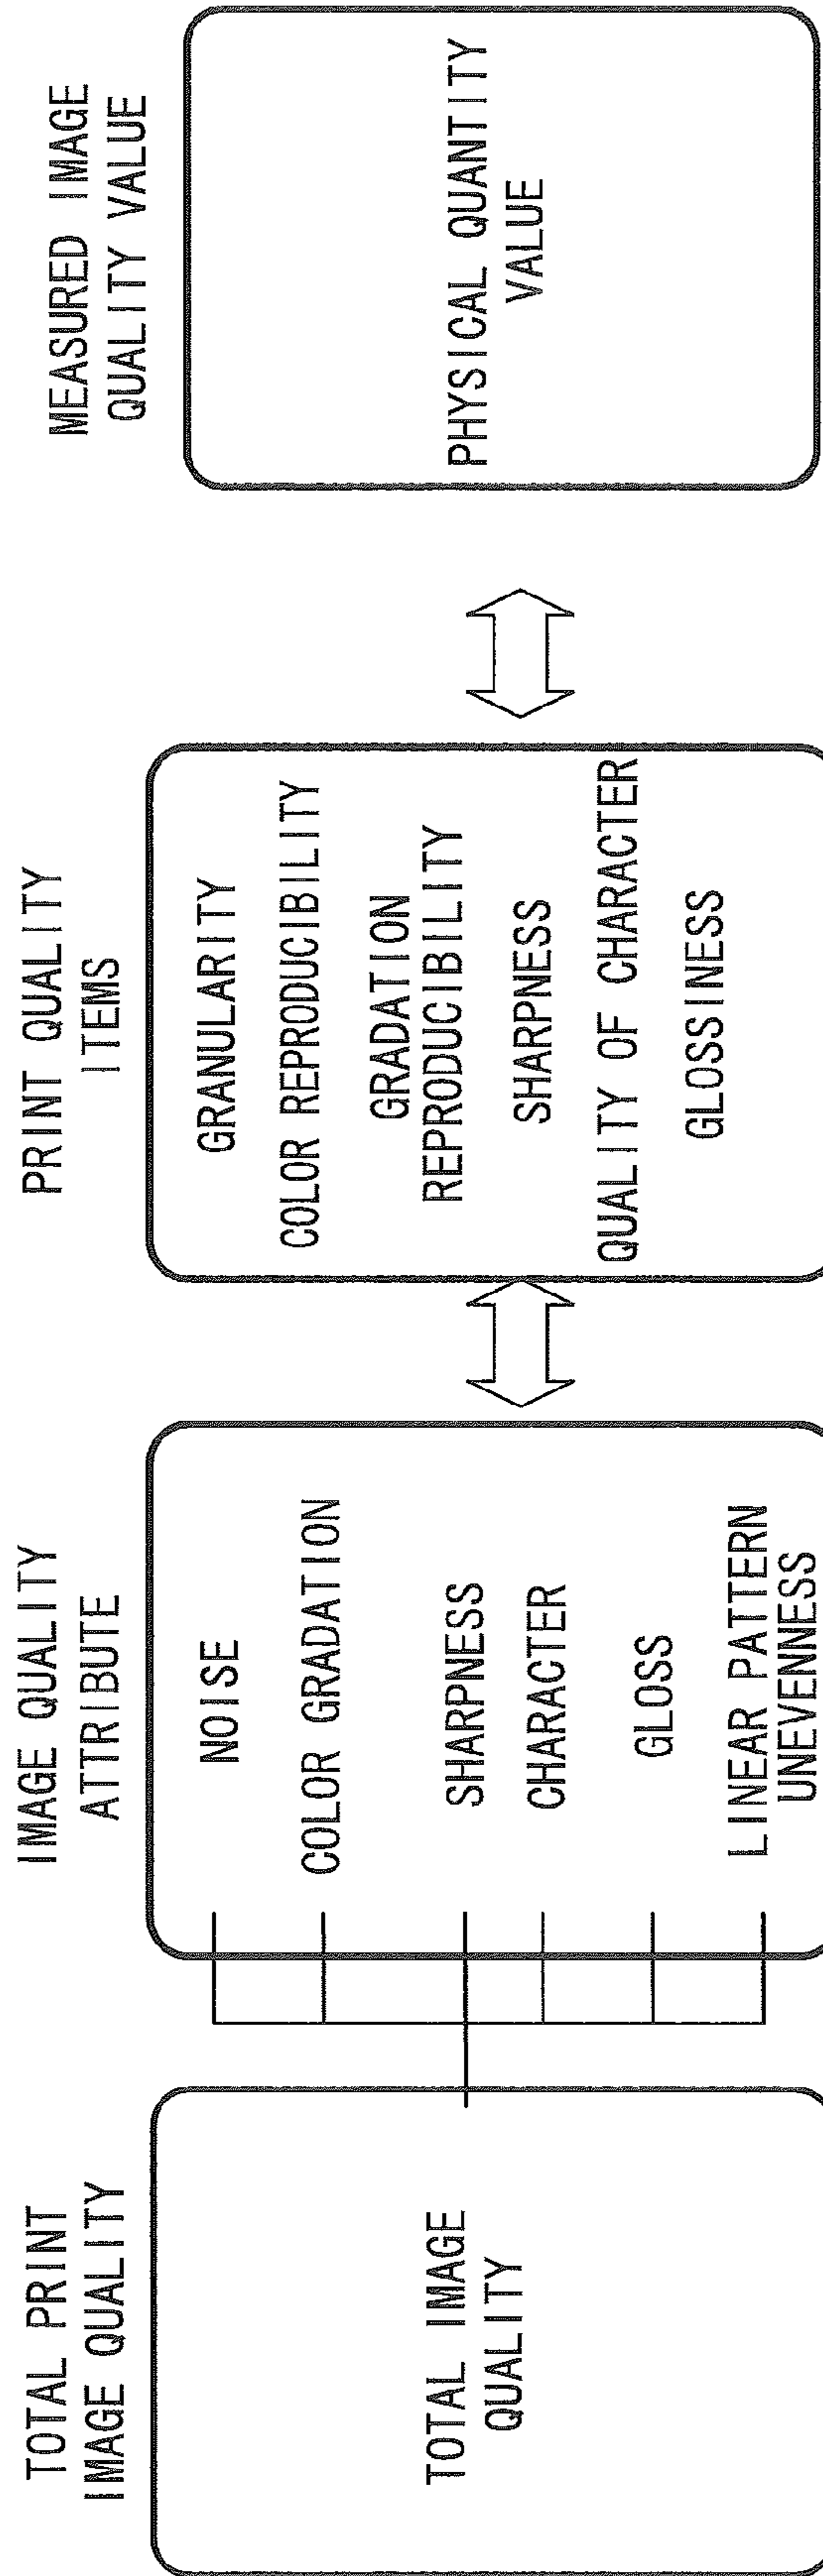 TOTAL PRINT
IMAGE QUALITY
TOTAL IMAGE
QUALITY
IMAGE QUALITY
ATTRIBUTE
NOISE
COLOR GRADATION
SHARPNESS
CHARACTER
GLOSS
LINEAR PATTERN
UNEVENNESS
PRINT QUALITY
ITEMS
GRANULARITY
COLOR REPRODUCIBILITY
GRADATION
REPRODUCIBILITY
SHARPNESS
QUALITY OF CHARACTER
GLOSSINESS
MEASURED IMAGE
QUALITY VALUE
PHYSICAL QUANTITY
VALUE